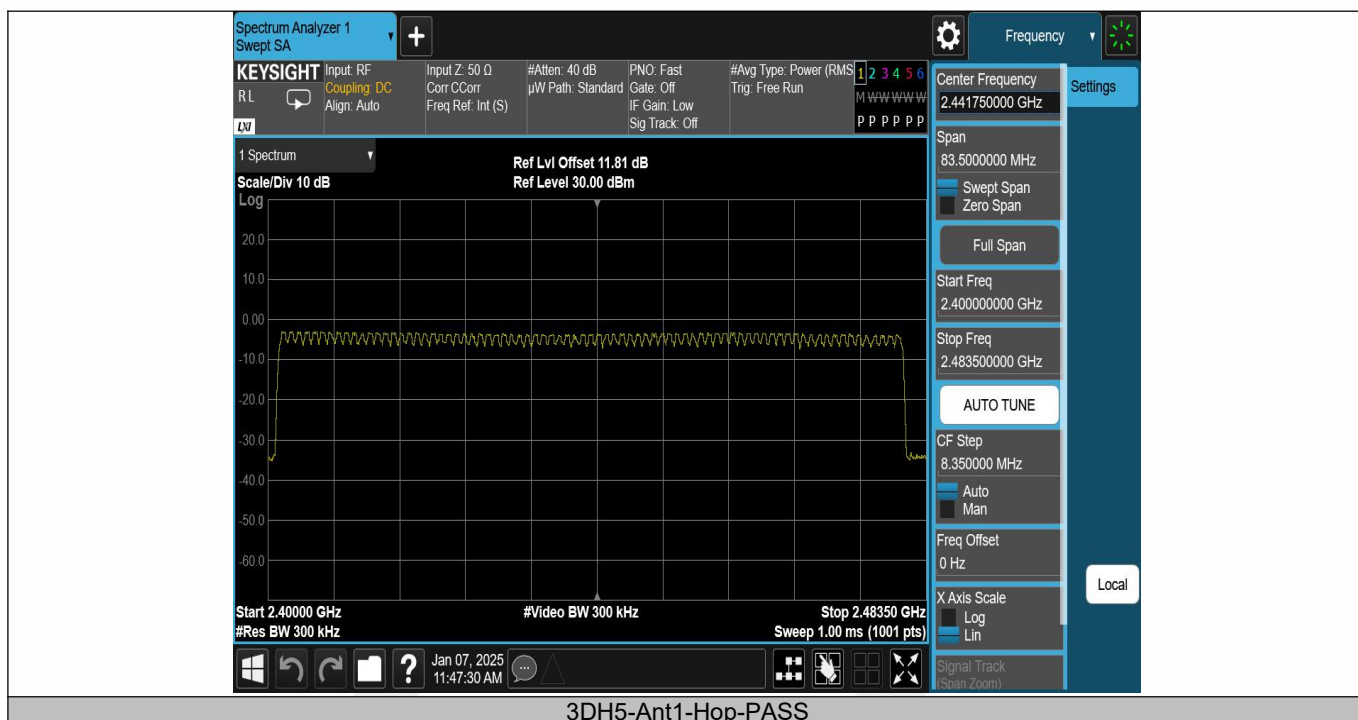 Spectrum Analyzer 1
Swept SA
Frequency
KEYSIGHT
R L
LXI
Input: RF
Coupling: DC
Align: Auto
Input Z: 50 Ω
Corr CCorr
Freq Ref: Int (S)
#Atten: 40 dB
µW Path: Standard
PNO: Fast
Gate: Off
IF Gain: Low
Sig Track: Off
#Avg Type: Power (RMS
Trig: Free Run
1 2 3 4 5 6
M W W W W W
P P P P P P
1 Spectrum
Scale/Div 10 dB
Log
Ref Lvl Offset 11.81 dB
Ref Level 30.00 dBm
20.0
10.0
0.00
-10.0
-20.0
-30.0
-40.0
-50.0
-60.0
Start 2.40000 GHz
#Res BW 300 kHz
#Video BW 300 kHz
Stop 2.48350 GHz
Sweep 1.00 ms (1001 pts)
Center Frequency
2.441750000 GHz
Settings
Span
83.5000000 MHz
Swept Span
Zero Span
Full Span
Start Freq
2.400000000 GHz
Stop Freq
2.483500000 GHz
AUTO TUNE
CF Step
8.350000 MHz
Auto
Man
Freq Offset
0 Hz
X Axis Scale
Log
Lin
Local
Signal Track
(Span Zoom)
?
Jan 07, 2025
11:47:30 AM
3DH5-Ant1-Hop-PASS